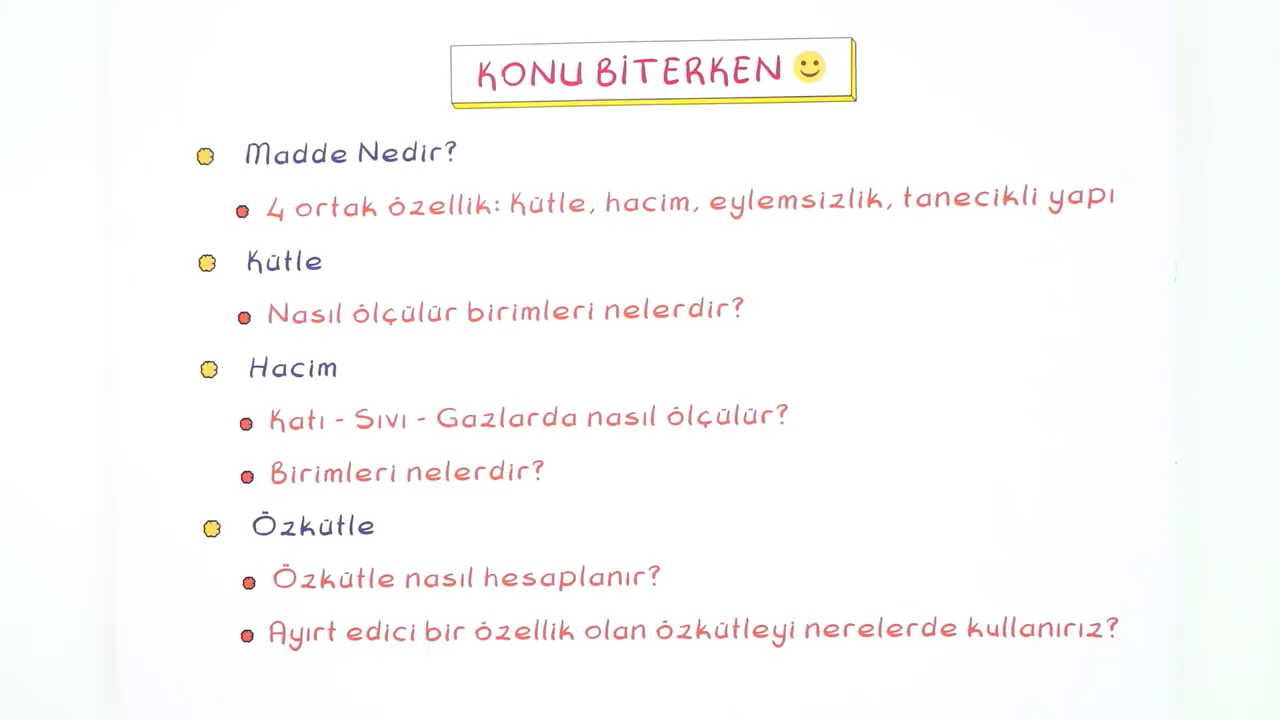 KONU BİTERKEN
Madde Nedir?
4 ortak özellik: Kütle, hacim, eylemsizlik, tanecikli yapı
Kütle
Nasıl ölçülür birimleri nelerdir?
Hacim
Katı - Sıvı - Gazlarda nasıl ölçülür?
Birimleri nelerdir?
Özkütle
Özkütle nasıl hesaplanır?
Ayırt edici bir özellik olan özkütleyi nerelerde kullanırız?